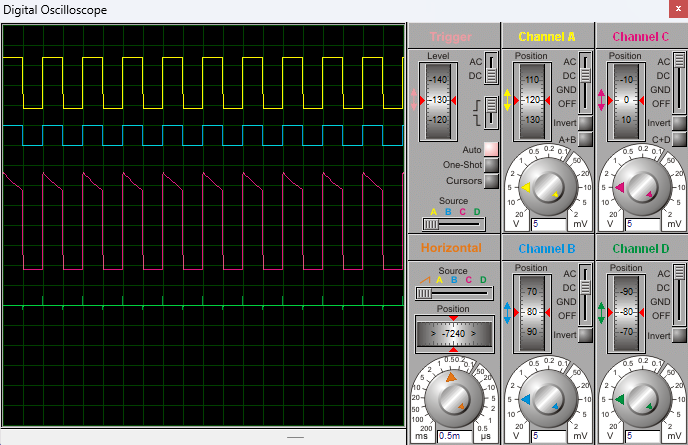 Digital Oscilloscope
x
Trigger
Level
-140
-130
-120
AC
DC
Auto
One-Shot
Cursors
Source
A B C D
Channel A
Position
110
120
130
AC
DC
GND
OFF
Invert
A+B
0.2
0.5
0.1
1
50
2
20
5
10
10
5
20
2
V
5
mV
Channel C
Position
-10
0
10
AC
DC
GND
OFF
Invert
C+D
0.2
0.5
0.1
1
50
2
20
5
10
10
5
20
2
V
5
mV
Horizontal
Source
A B C D
Position
> -7240 >
0.50
1
0.2
2
0.1
5
50
10
20
20
10
50
5
100
2
200
1
0.5
ms
0.5m
µs
Channel B
Position
70
80
90
AC
DC
GND
OFF
Invert
0.2
0.5
0.1
1
50
2
20
5
10
10
5
20
2
V
5
mV
Channel D
Position
-90
-80
-70
AC
DC
GND
OFF
Invert
0.2
0.5
0.1
1
50
2
20
5
10
10
5
20
2
V
5
mV